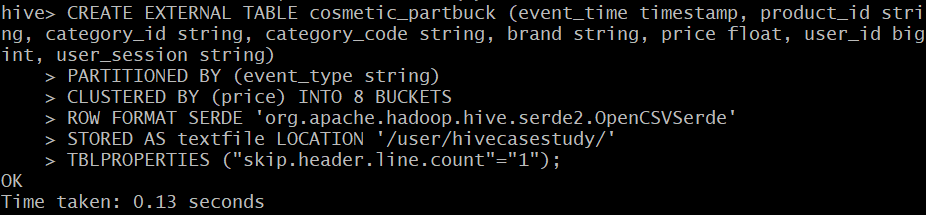 hive> CREATE EXTERNAL TABLE cosmetic_partbuck (event_time timestamp, product_id stri
ng, category_id string, category_code string, brand string, price float, user_id big
int, user_session string)
    > PARTITIONED BY (event_type string)
    > CLUSTERED BY (price) INTO 8 BUCKETS
    > ROW FORMAT SERDE 'org.apache.hadoop.hive.serde2.OpenCSVSerde'
    > STORED AS textfile LOCATION '/user/hivecasestudy/'
    > TBLPROPERTIES ("skip.header.line.count"="1");
OK
Time taken: 0.13 seconds